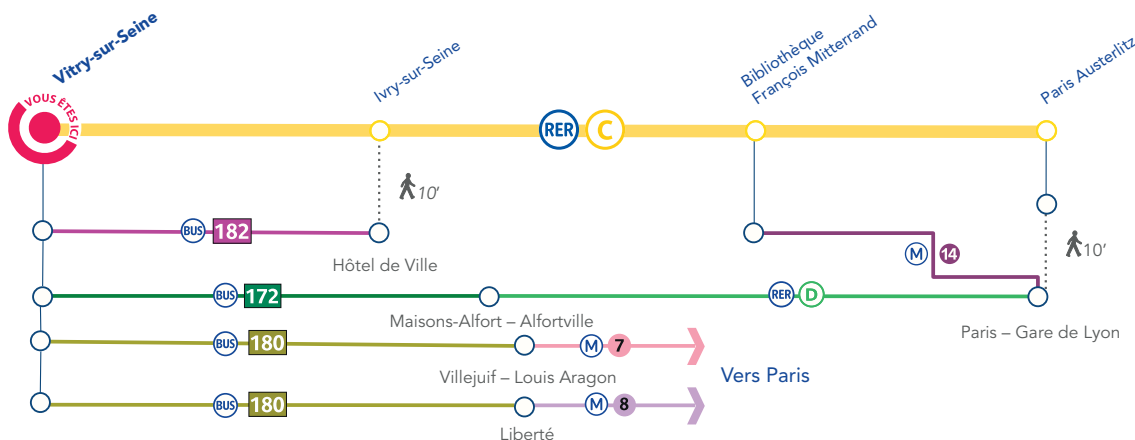 Vitry-sur-Seine
Ivry-sur-Seine
Bibliothèque
François Mitterrand
Paris Austerlitz
VOUS ÊTES ICI
RER C
10'
BUS 182
Hôtel de Ville
M 14
10'
BUS 172
RER D
Maisons-Alfort – Alfortville
Paris – Gare de Lyon
BUS 180
M 7
Villejuif – Louis Aragon
Vers Paris
BUS 180
M 8
Liberté